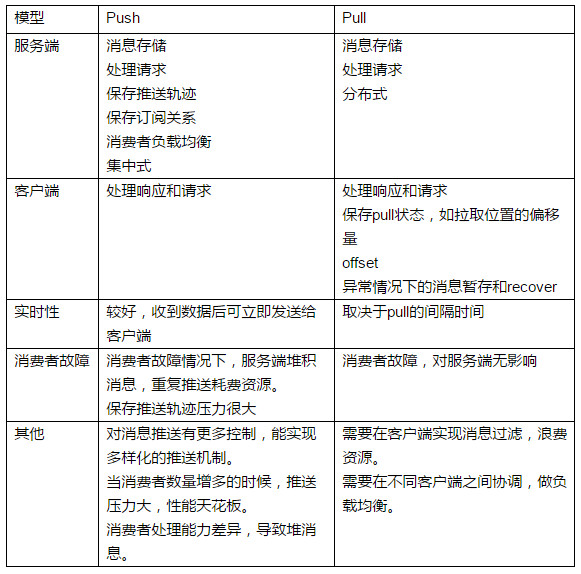 模型
Push
Pull
服务端
消息存储
处理请求
保存推送轨迹
保存订阅关系
消费者负载均衡
集中式
消息存储
处理请求
分布式
客户端
处理响应和请求
处理响应和请求
保存pull状态，如拉取位置的偏移
量
offset
异常情况下的消息暂存和recover
实时性
较好，收到数据后可立即发送给
客户端
取决于pull的间隔时间
消费者故障
消费者故障情况下，服务端堆积
消息，重复推送耗费资源。
保存推送轨迹压力很大
消费者故障，对服务端无影响
其他
对消息推送有更多控制，能实现
多样化的推送机制。
当消费者数量增多的时候，推送
压力大，性能天花板。
消费者处理能力差异，导致堆消
息。
需要在客户端实现消息过滤，浪费
资源。
需要在不同客户端之间协调，做负
载均衡。